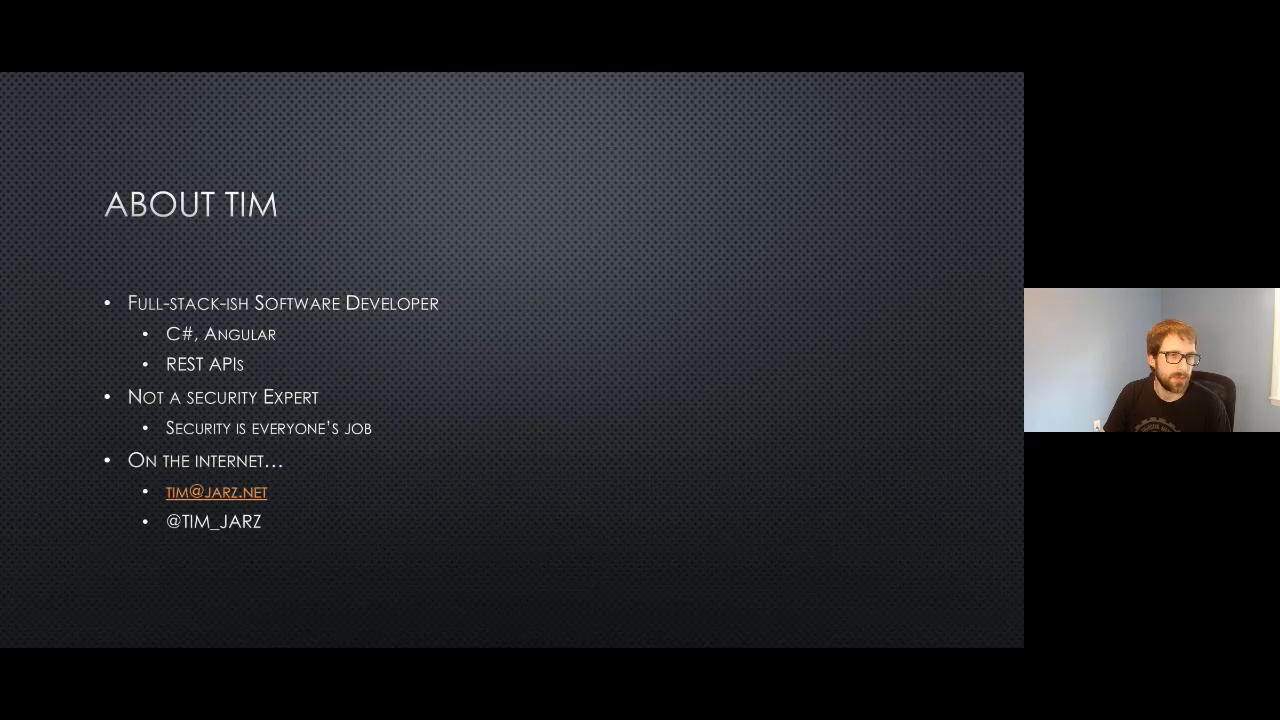 ABOUT TIM
• FULL-STACK-ISH SOFTWARE DEVELOPER
• C#, ANGULAR
• REST APIS
• NOT A SECURITY EXPERT
• SECURITY IS EVERYONE'S JOB
• ON THE INTERNET...
• TIM@JARZ.NET
• @TIM_JARZ